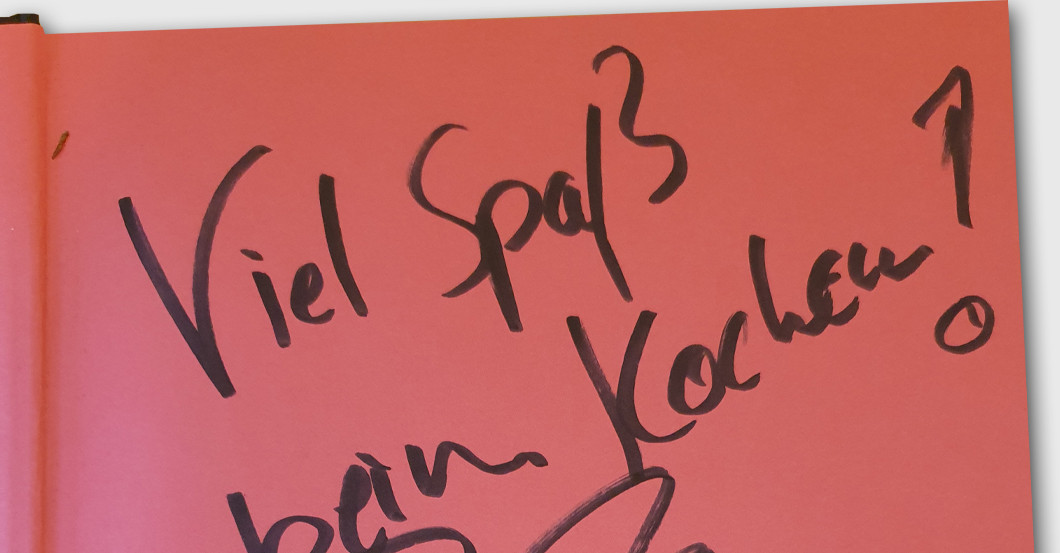 Viel Spaß
beim Kochen!